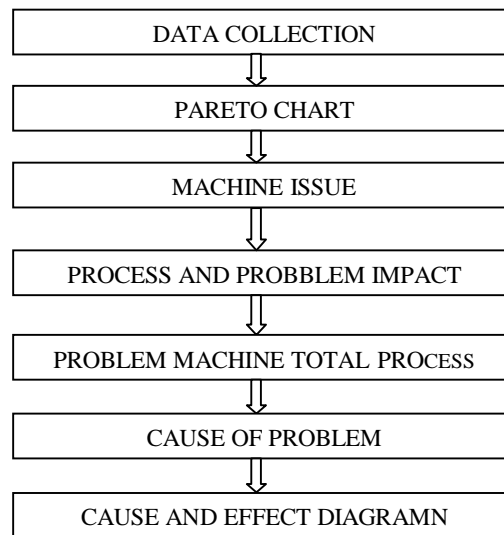 DATA COLLECTION
PARETO CHART
MACHINE ISSUE
PROCESS AND PROBBLEM IMPACT
PROBLEM MACHINE TOTAL PROCESS
CAUSE OF PROBLEM
CAUSE AND EFFECT DIAGRAMN